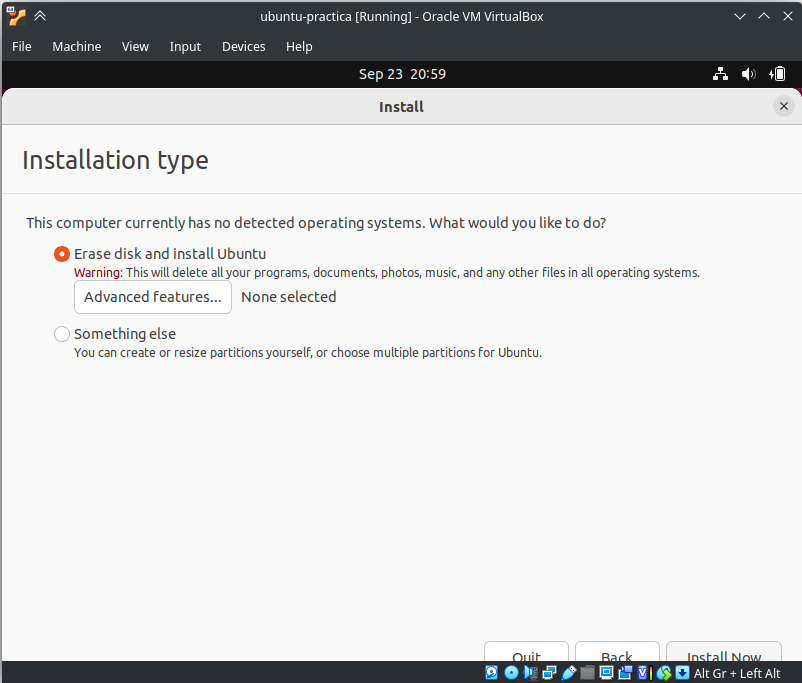 ubuntu-practica [Running] - Oracle VM VirtualBox
File Machine View Input Devices Help
Sep 23 20:59
Install
Installation type
This computer currently has no detected operating systems. What would you like to do?
Erase disk and install Ubuntu
Warning: This will delete all your programs, documents, photos, music, and any other files in all operating systems.
Advanced features... None selected
Something else
You can create or resize partitions yourself, or choose multiple partitions for Ubuntu.
Quit Back Install Now
Alt Gr + Left Alt